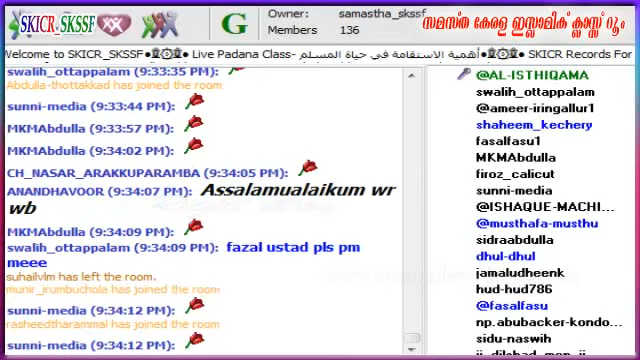 SKICR.SKSSF
G
Owner: samastha_skssf
Members 136
സമസ്ത കേരള ഇസ്ലാമിക് ക്ലാസ്സ് റൂം
Welcome to SKICR_SKSSF Live Padana Class- أهمية الاستقامة في حياة المسلم SKICR Records For
swalih_ottappalam (9:33:35 PM):
Abdulla-thottakkad has joined the room
sunni-media (9:33:44 PM):
MKMAbdulla (9:33:57 PM):
MKMAbdulla (9:34:02 PM):
CH_NASAR_ARAKKUPARAMBA (9:34:05 PM):
ANANDHAVOOR (9:34:07 PM): Assalamualaikum wr
wb
MKMAbdulla (9:34:09 PM):
swalih_ottappalam (9:34:09 PM): fazal ustad pls pm
meee
suhailvlm has left the room.
munir_irumbuchola has joined the room
sunni-media (9:34:12 PM):
rasheedtharammal has joined the room
sunni-media (9:34:12 PM):
@AL-ISTHIQAMA
swalih_ottappalam
@ameer-iringallur1
shaheem_kechery
fasalfasu1
MKMAbdulla
firoz_calicut
sunni-media
@ISHAQUE-MACHI...
@musthafa-musthu
sidraabdulla
dhul-dhul
jamaludheenk
hud-hud786
@fasalfasu
np.abubacker-kondo...
sidu-naswih